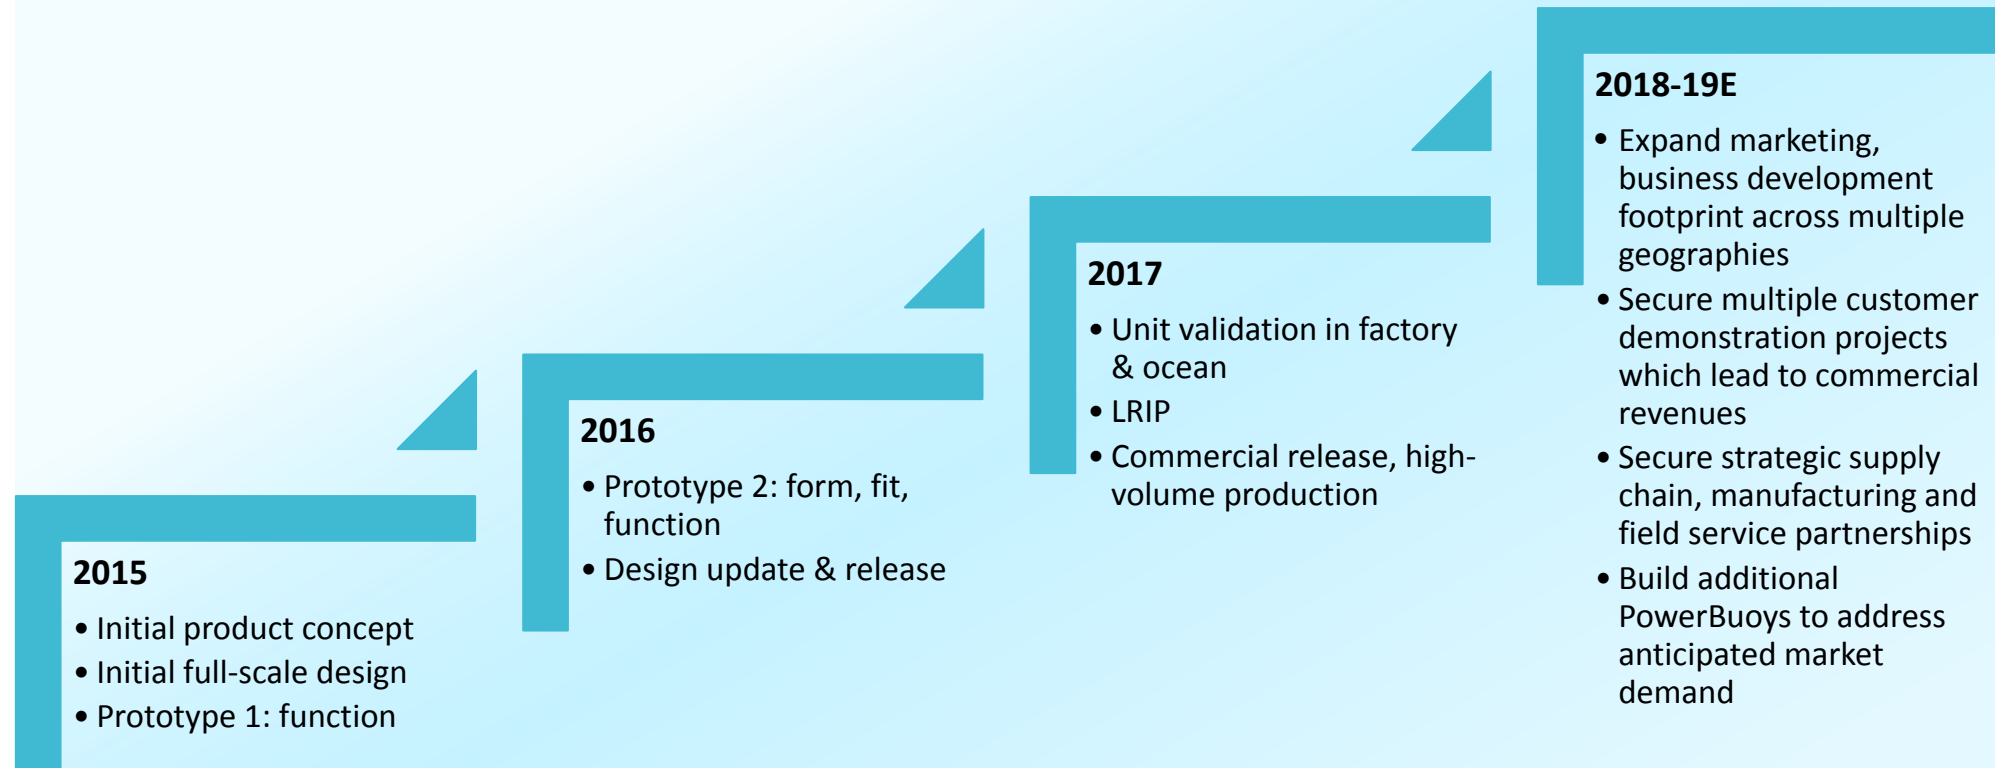 2015
• Initial product concept
• Initial full-scale design
• Prototype 1: function
2016
• Prototype 2: form, fit,
function
• Design update & release
2017
• Unit validation in factory
& ocean
• LRIP
• Commercial release, high-
volume production
2018-19E
• Expand marketing,
business development
footprint across multiple
geographies
• Secure multiple customer
demonstration projects
which lead to commercial
revenues
• Secure strategic supply
chain, manufacturing and
field service partnerships
• Build additional
PowerBuoys to address
anticipated market
demand